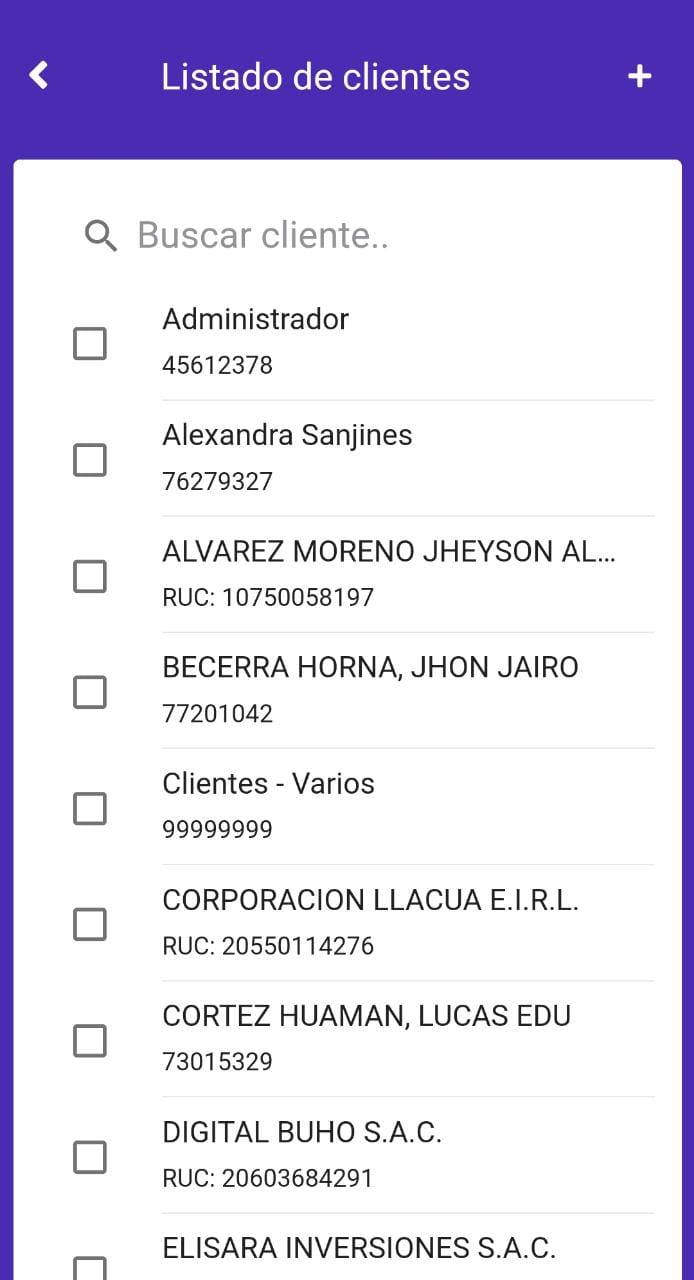 Listado de clientes
Buscar cliente..
Administrador
45612378
Alexandra Sanjines
76279327
ALVAREZ MORENO JHEYSON AL...
RUC: 10750058197
BECERRA HORNA, JHON JAIRO
77201042
Clientes - Varios
99999999
CORPORACION LLACUA E.I.R.L.
RUC: 20550114276
CORTEZ HUAMAN, LUCAS EDU
73015329
DIGITAL BUHO S.A.C.
RUC: 20603684291
ELISARA INVERSIONES S.A.C.